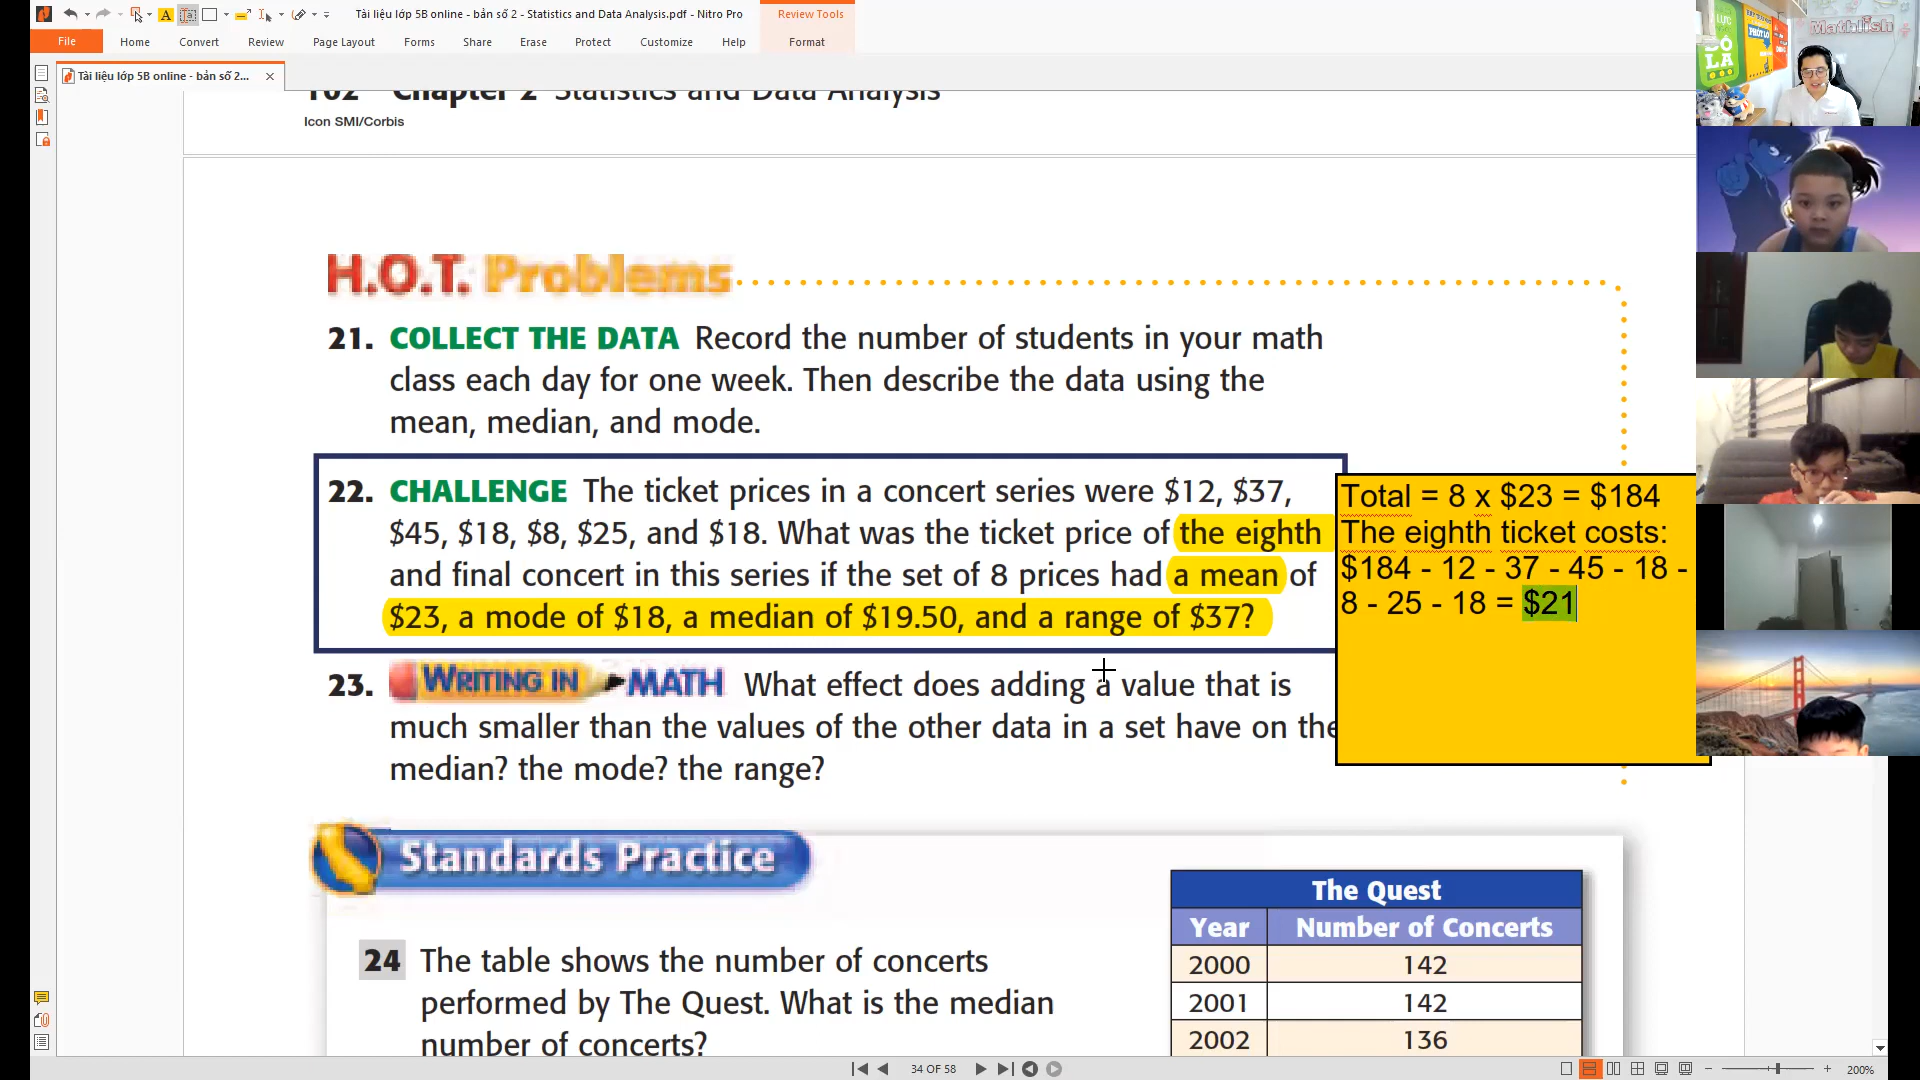 Tài liệu lớp 5B online - bản số 2 - Statistics and Data Analysis.pdf - Nitro Pro
Review Tools
File
Home
Convert
Review
Page Layout
Forms
Share
Erase
Protect
Customize
Help
Format
Tài liệu lớp 5B online - bản số 2...
102 Chapter 2 Statistics and Data Analysis
Icon SMI/Corbis
H.O.T. Problems
21. COLLECT THE DATA Record the number of students in your math
class each day for one week. Then describe the data using the
mean, median, and mode.
22. CHALLENGE The ticket prices in a concert series were $12, $37,
$45, $18, $8, $25, and $18. What was the ticket price of the eighth
and final concert in this series if the set of 8 prices had a mean of
$23, a mode of $18, a median of $19.50, and a range of $37?
Total = 8 x $23 = $184
The eighth ticket costs:
$184 - 12 - 37 - 45 - 18 -
8 - 25 - 18 = $21
23. WRITING IN MATH What effect does adding a value that is
much smaller than the values of the other data in a set have on the
median? the mode? the range?
Standards Practice
24 The table shows the number of concerts
performed by The Quest. What is the median
number of concerts?
The Quest
Year Number of Concerts
2000 142
2001 142
2002 136
34 OF 58
200%
Mathlish